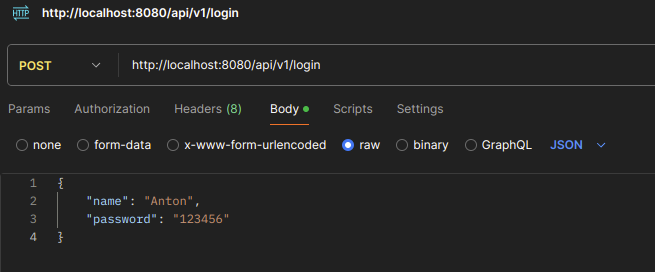 HTTP http://localhost:8080/api/v1/login
POST http://localhost:8080/api/v1/login
Params Authorization Headers (8) Body Scripts Settings
none form-data x-www-form-urlencoded raw binary GraphQL JSON
1 {
2 "name": "Anton",
3 "password": "123456"
4 }